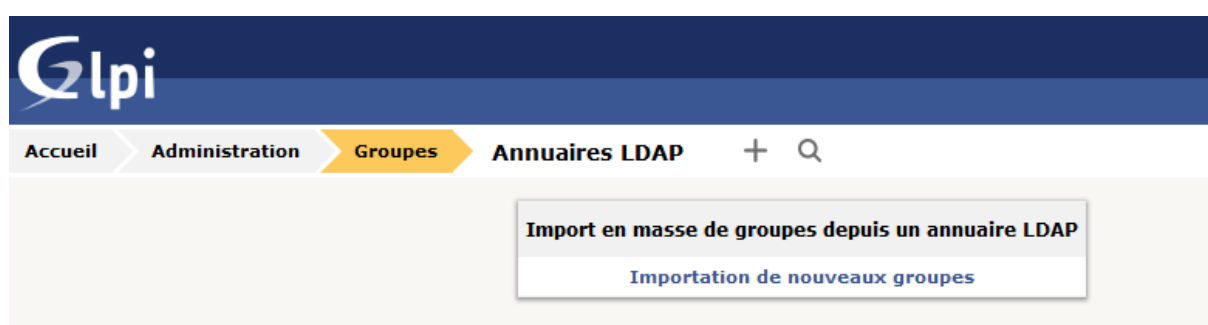 Glpi
Accueil Administration Groupes Annuaires LDAP
Import en masse de groupes depuis un annuaire LDAP
Importation de nouveaux groupes